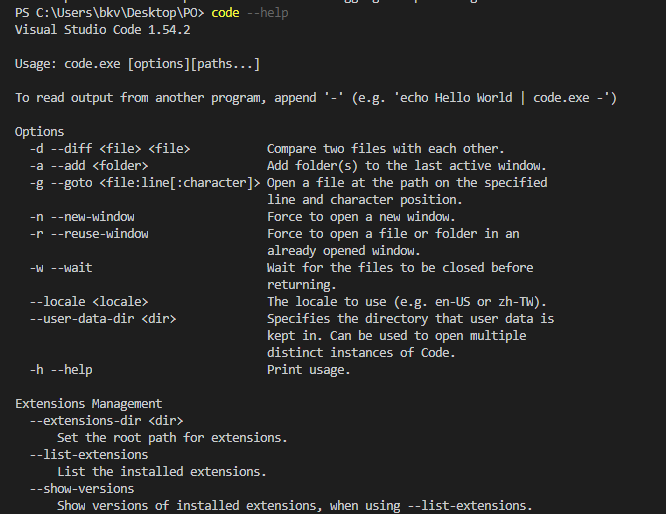 PS C:\Users\bkv\Desktop\PO> code --help
Visual Studio Code 1.54.2
Usage: code.exe [options][paths...]
To read output from another program, append '-' (e.g. 'echo Hello World | code.exe -')
Options
-d --diff <file> <file> Compare two files with each other.
-a --add <folder> Add folder(s) to the last active window.
-g --goto <file:line[:character]> Open a file at the path on the specified
line and character position.
-n --new-window Force to open a new window.
-r --reuse-window Force to open a file or folder in an
already opened window.
-w --wait Wait for the files to be closed before
returning.
--locale <locale> The locale to use (e.g. en-US or zh-TW).
--user-data-dir <dir> Specifies the directory that user data is
kept in. Can be used to open multiple
distinct instances of Code.
-h --help Print usage.
Extensions Management
--extensions-dir <dir>
Set the root path for extensions.
--list-extensions
List the installed extensions.
--show-versions
Show versions of installed extensions, when using --list-extensions.